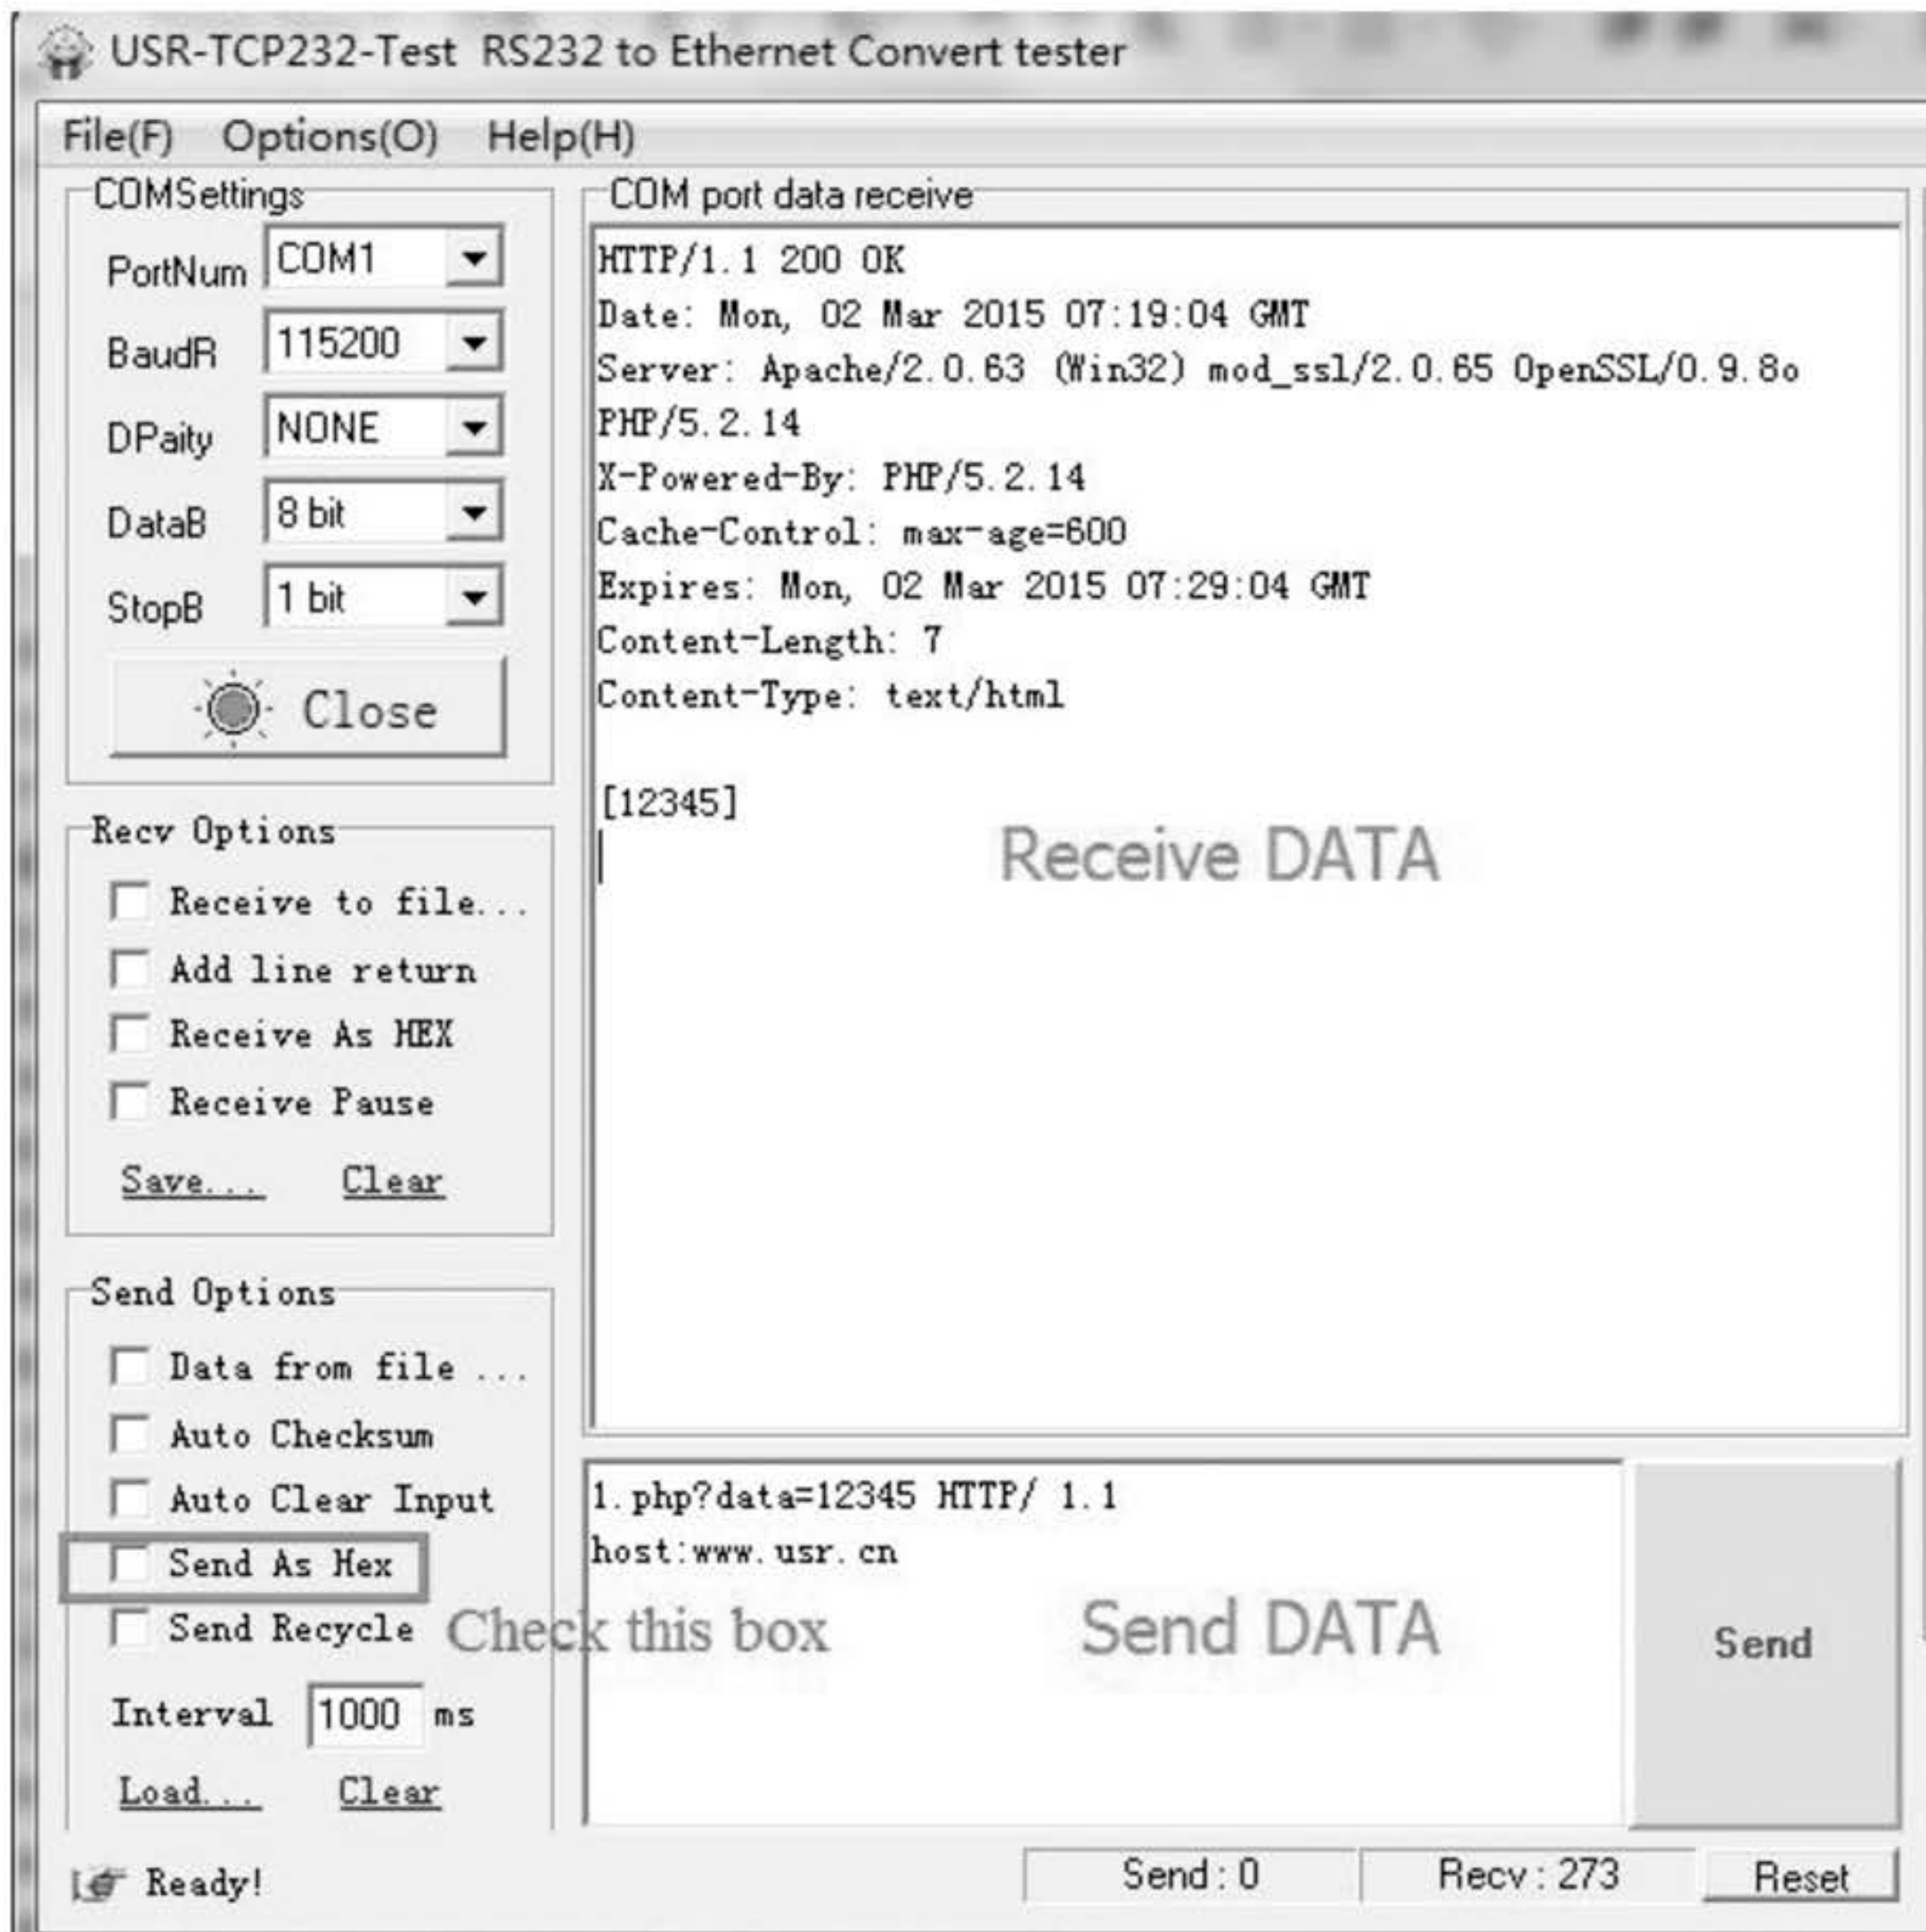 USR-TCP232-Test RS232 to Ethernet Convert tester
File(F) Options(O) Help(H)
COMSettings
PortNum COM1
BaudR 115200
DPaity NONE
DataB 8 bit
StopB 1 bit
Close
Recv Options
Receive to file...
Add line return
Receive As HEX
Receive Pause
Save... Clear
Send Options
Data from file ...
Auto Checksum
Auto Clear Input
Send As Hex
Send Recycle
Check this box
Interval 1000 ms
Load... Clear
COM port data receive
HTTP/1.1 200 OK
Date: Mon, 02 Mar 2015 07:19:04 GMT
Server: Apache/2.0.63 (Win32) mod_ssl/2.0.65 OpenSSL/0.9.8o
PHP/5.2.14
X-Powered-By: PHP/5.2.14
Cache-Control: max-age=600
Expires: Mon, 02 Mar 2015 07:29:04 GMT
Content-Length: 7
Content-Type: text/html
[12345]
Receive DATA
1.php?data=12345 HTTP/ 1.1
host:www.usr.cn
Send DATA
Send
Ready!
Send : 0
Recv : 273
Reset